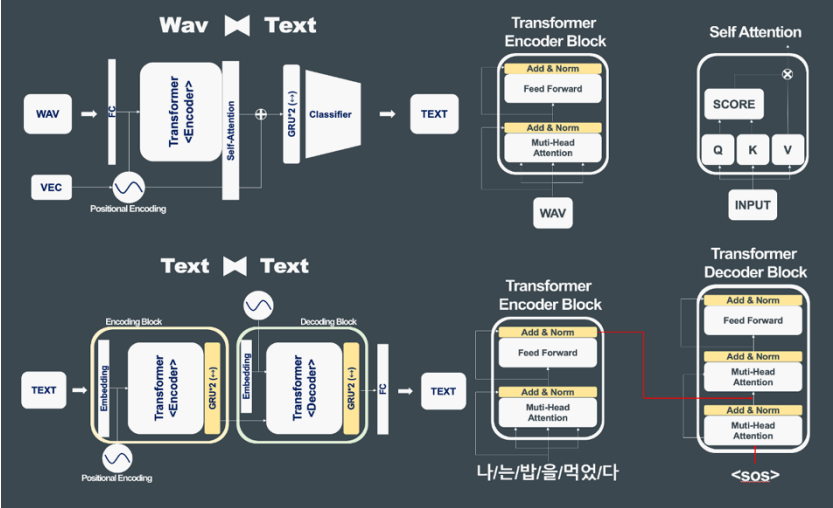 Wav ⧓ Text
WAV
FC
Transformer
<Encoder>
Self-Attention
GRU*2 (↔)
Classifier
TEXT
VEC
Positional Encoding
Transformer
Encoder Block
Add & Norm
Feed Forward
Add & Norm
Muti-Head
Attention
WAV
Self Attention
SCORE
Q
K
V
INPUT
Text ⧓ Text
Encoding Block
TEXT
Embedding
Transformer
<Encoder>
GRU*2 (↔)
Positional Encoding
Decoding Block
Embedding
Transformer
<Decoder>
GRU*2 (↔)
FC
TEXT
Transformer
Encoder Block
Add & Norm
Feed Forward
Add & Norm
Muti-Head
Attention
나/는/밥/을/먹었/다
Transformer
Decoder Block
Add & Norm
Feed Forward
Add & Norm
Muti-Head
Attention
Add & Norm
Muti-Head
Attention
<sos>